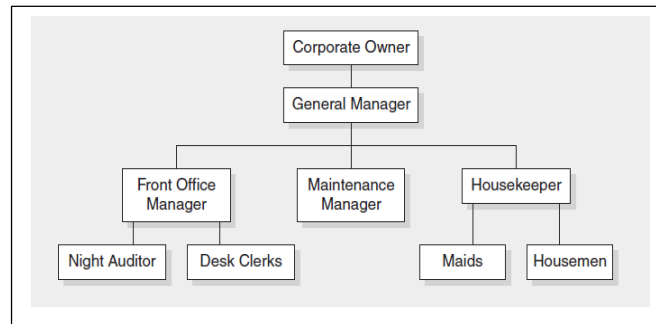 Corporate Owner
General Manager
Front Office
Manager
Maintenance
Manager
Housekeeper
Night Auditor
Desk Clerks
Maids
Housemen